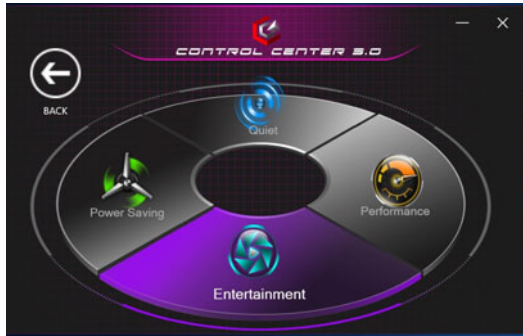 CONTROL CENTER 3.0
BACK
Quiet
Power Saving
Performance
Entertainment